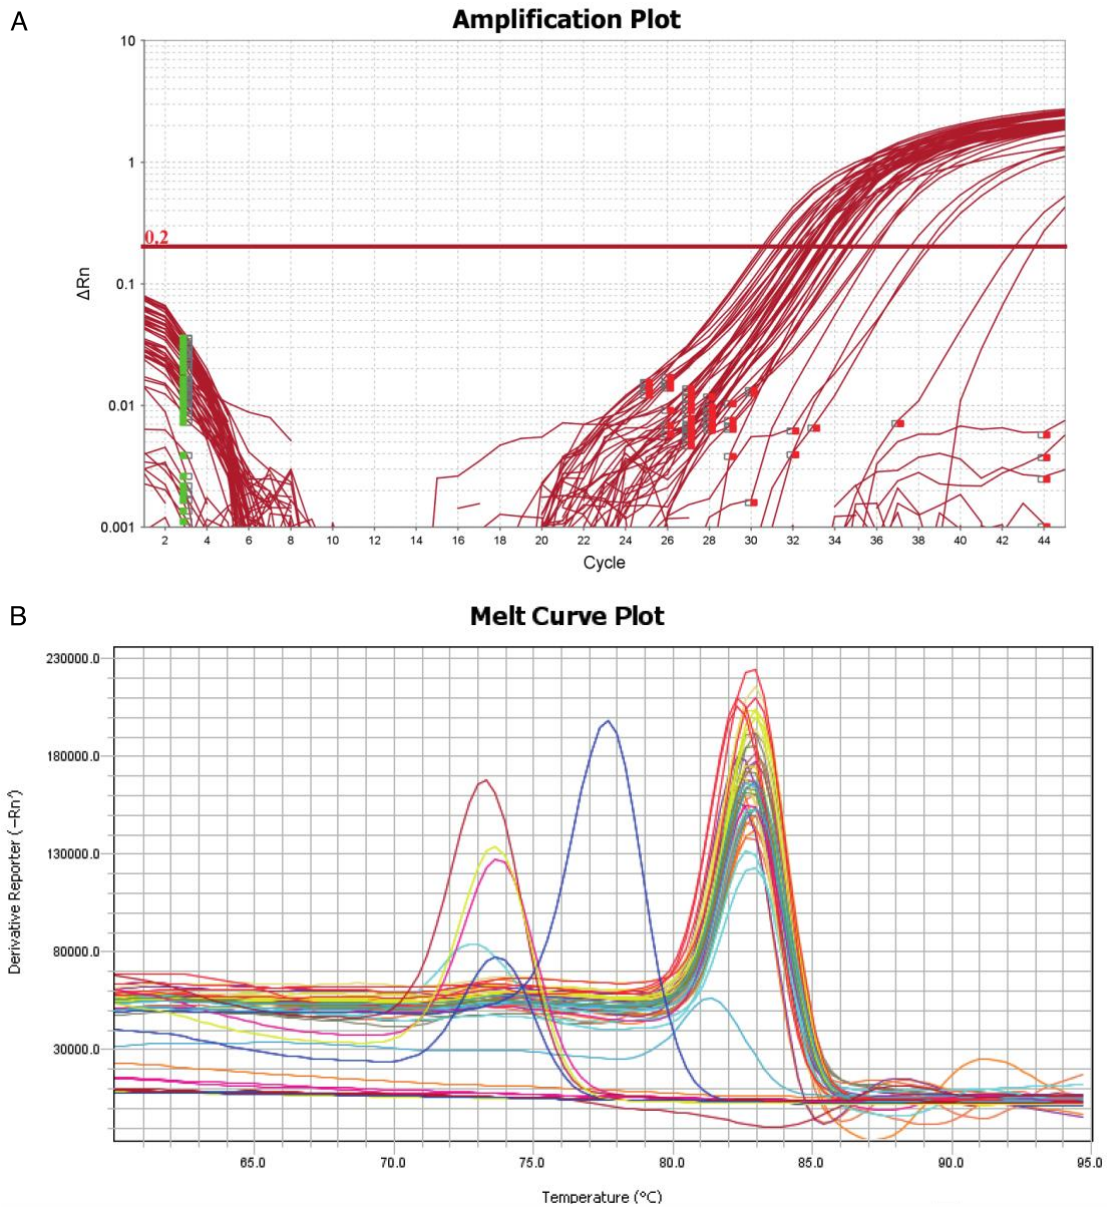 A
Amplification Plot
10
1
0,2
0.1
0.01
0.001
ΔRn
2 4 6 8 10 12 14 16 18 20 22 24 26 28 30 32 34 36 38 40 42 44
Cycle
B
Melt Curve Plot
230000.0
180000.0
130000.0
80000.0
30000.0
Derivative Reporter (−Rn')
65.0 70.0 75.0 80.0 85.0 90.0 95.0
Temperature (°C)